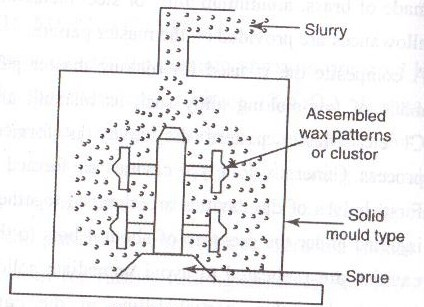 Slurry
Assembled
wax patterns
or clustor
Solid
mould type
Sprue